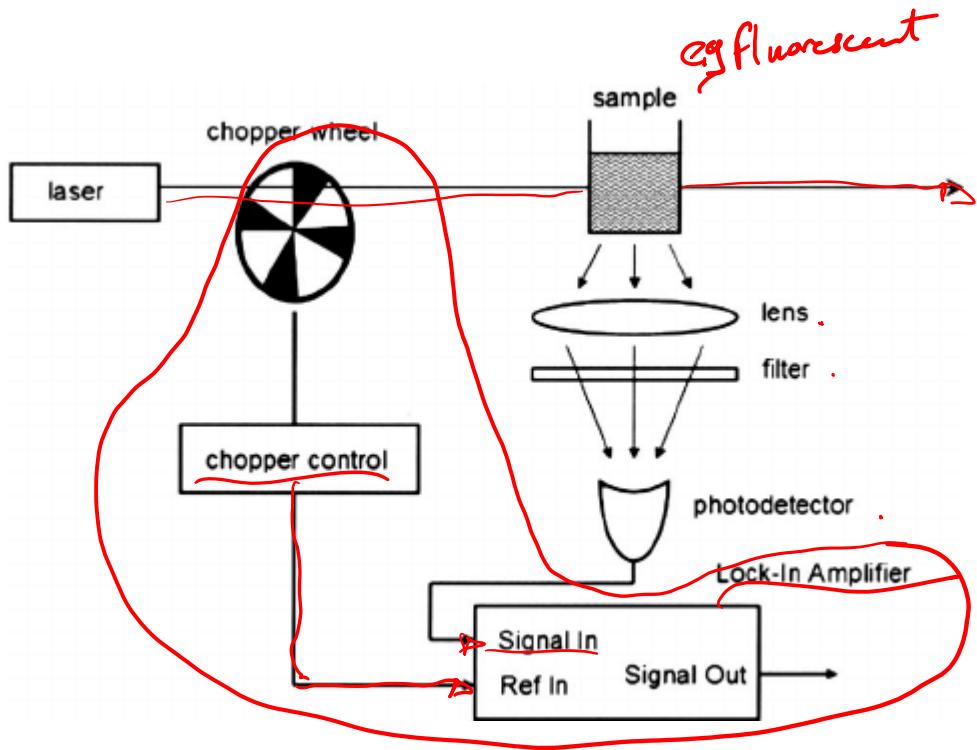 eg fluorescent
sample
chopper wheel
laser
lens
filter
chopper control
photodetector
Lock-In Amplifier
Signal In
Signal Out
Ref In